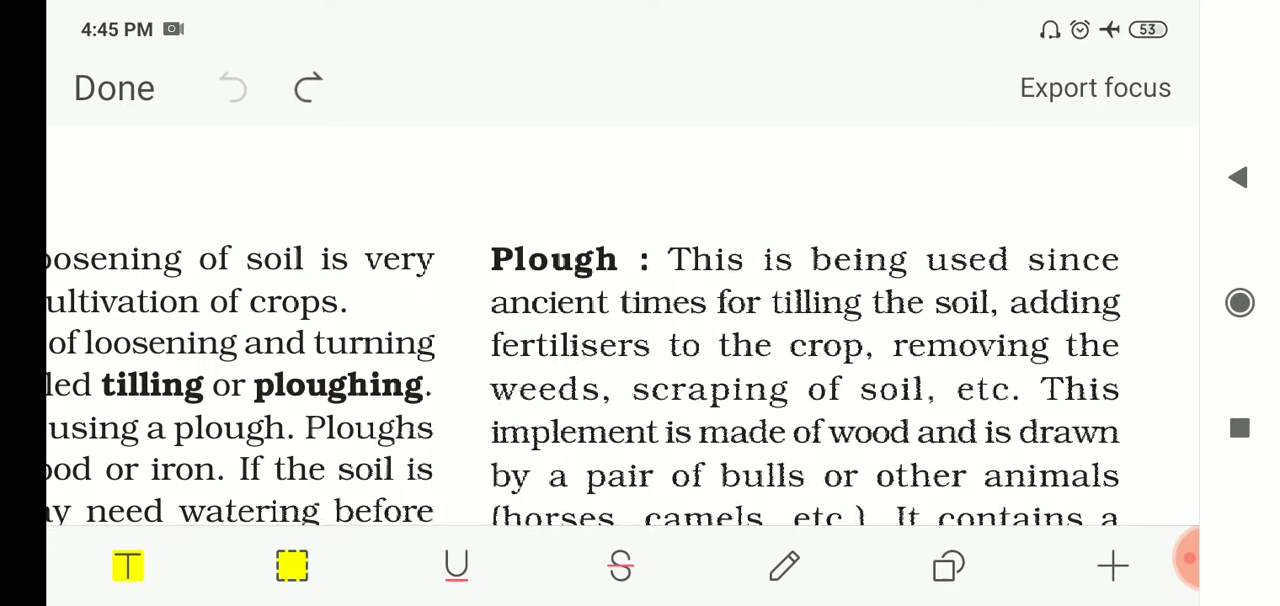 4:45 PM
53
Done
Export focus
of soil is very
of crops.
of loosening and turning
tilling or ploughing.
using a plough. Ploughs
or iron. If the soil is
need watering before
Plough : This is being used since
ancient times for tilling the soil, adding
fertilisers to the crop, removing the
weeds, scraping of soil, etc. This
implement is made of wood and is drawn
by a pair of bulls or other animals
(horses, camels, etc.). It contains a
T
U
S